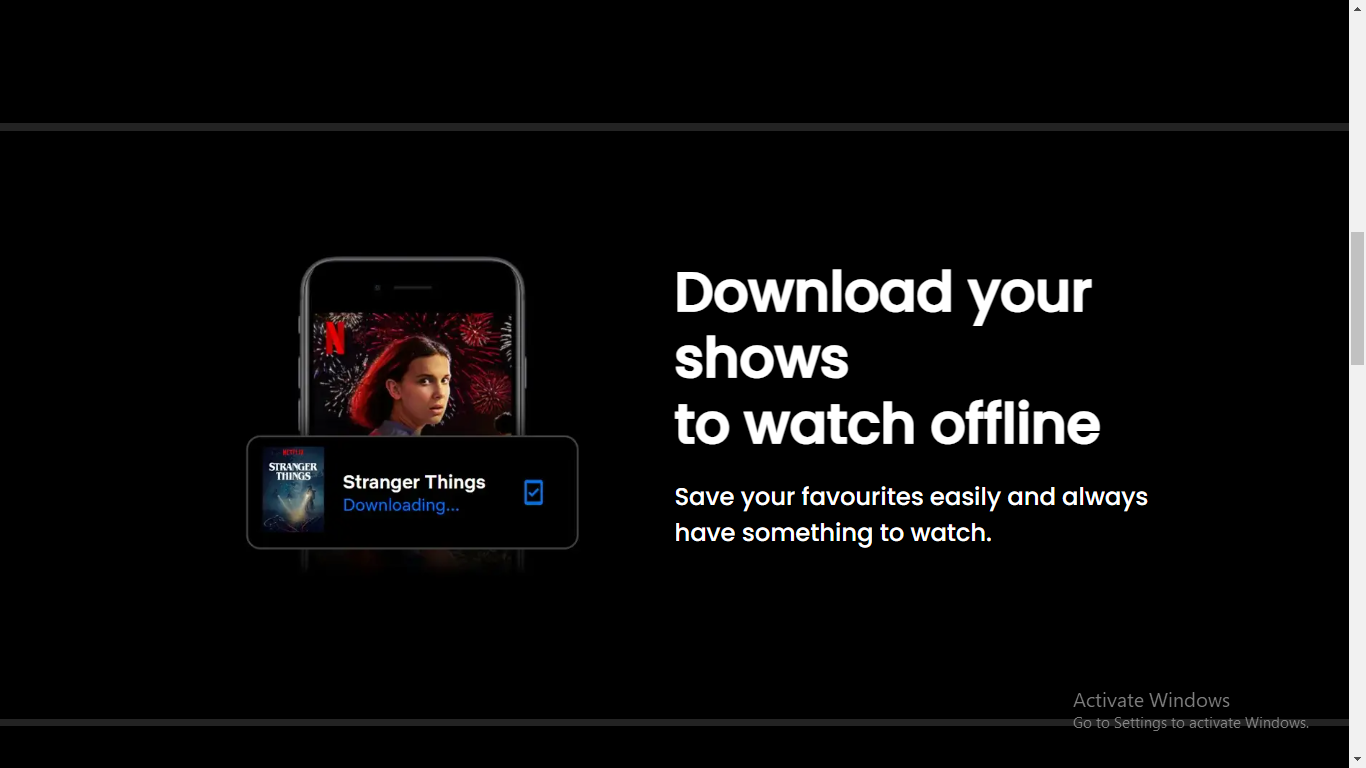 Download your
shows
to watch offline
Save your favourites easily and always
have something to watch.
N
NETFLIX
STRANGER
THINGS
Stranger Things
Downloading...
Activate Windows
Go to Settings to activate Windows.